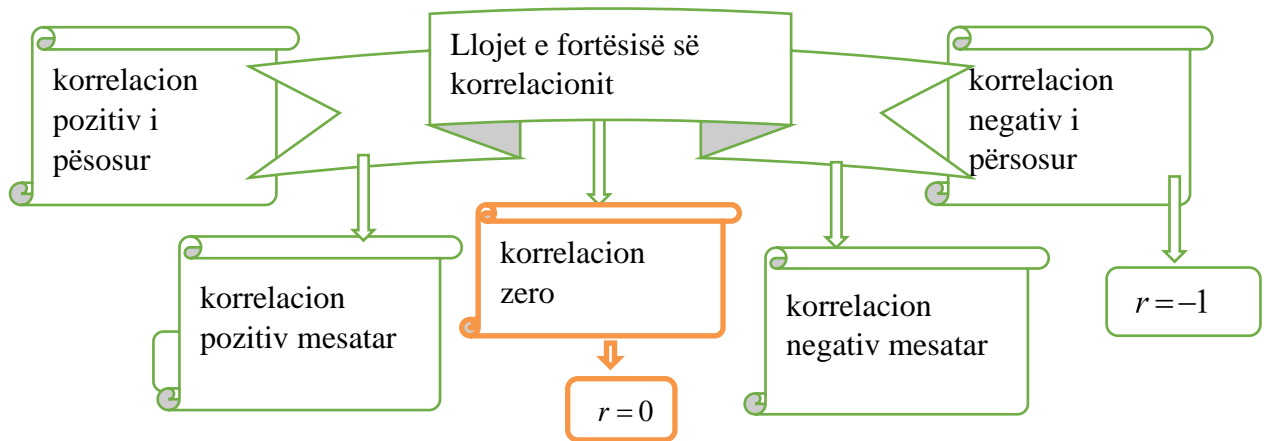 Llojet e fortësisë së
korrelacionit
korrelacion
pozitiv i
pësosur
korrelacion
negativ i
përsosur
korrelacion
pozitiv mesatar
korrelacion
zero
korrelacion
negativ mesatar
r = −1
r = 0